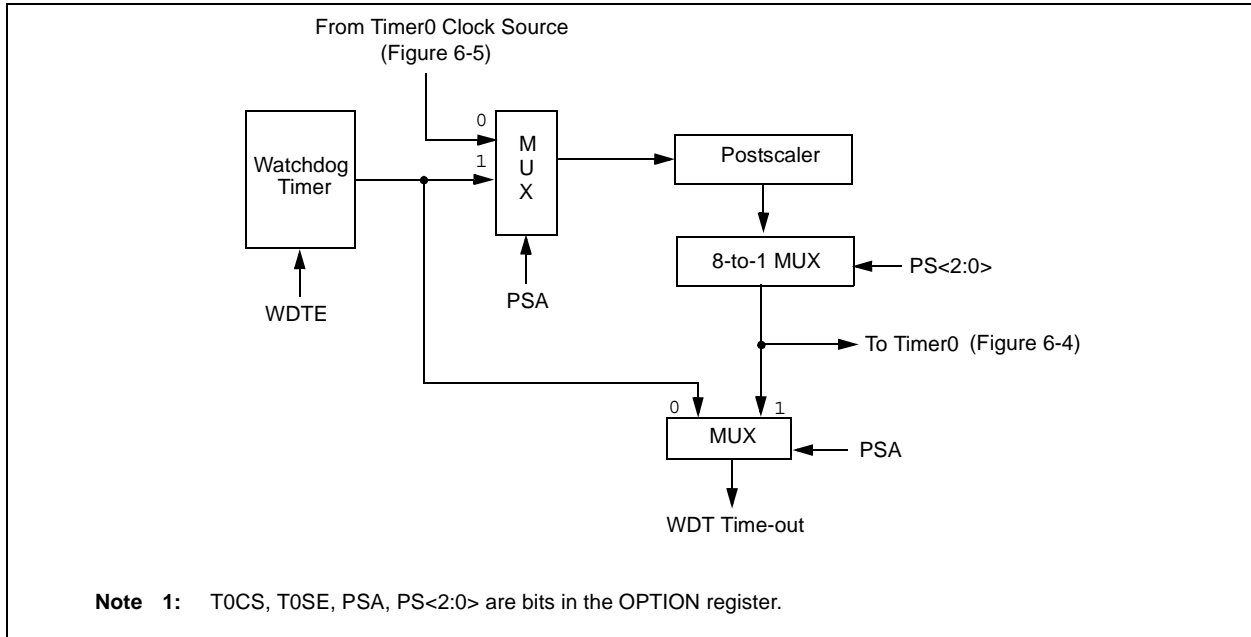 From Timer0 Clock Source
(Figure 6-5)
0
1
Watchdog
Timer
M
U
X
Postscaler
8-to-1 MUX
PS<2:0>
PSA
WDTE
To Timer0 (Figure 6-4)
0
1
MUX
PSA
WDT Time-out
Note 1: T0CS, T0SE, PSA, PS<2:0> are bits in the OPTION register.